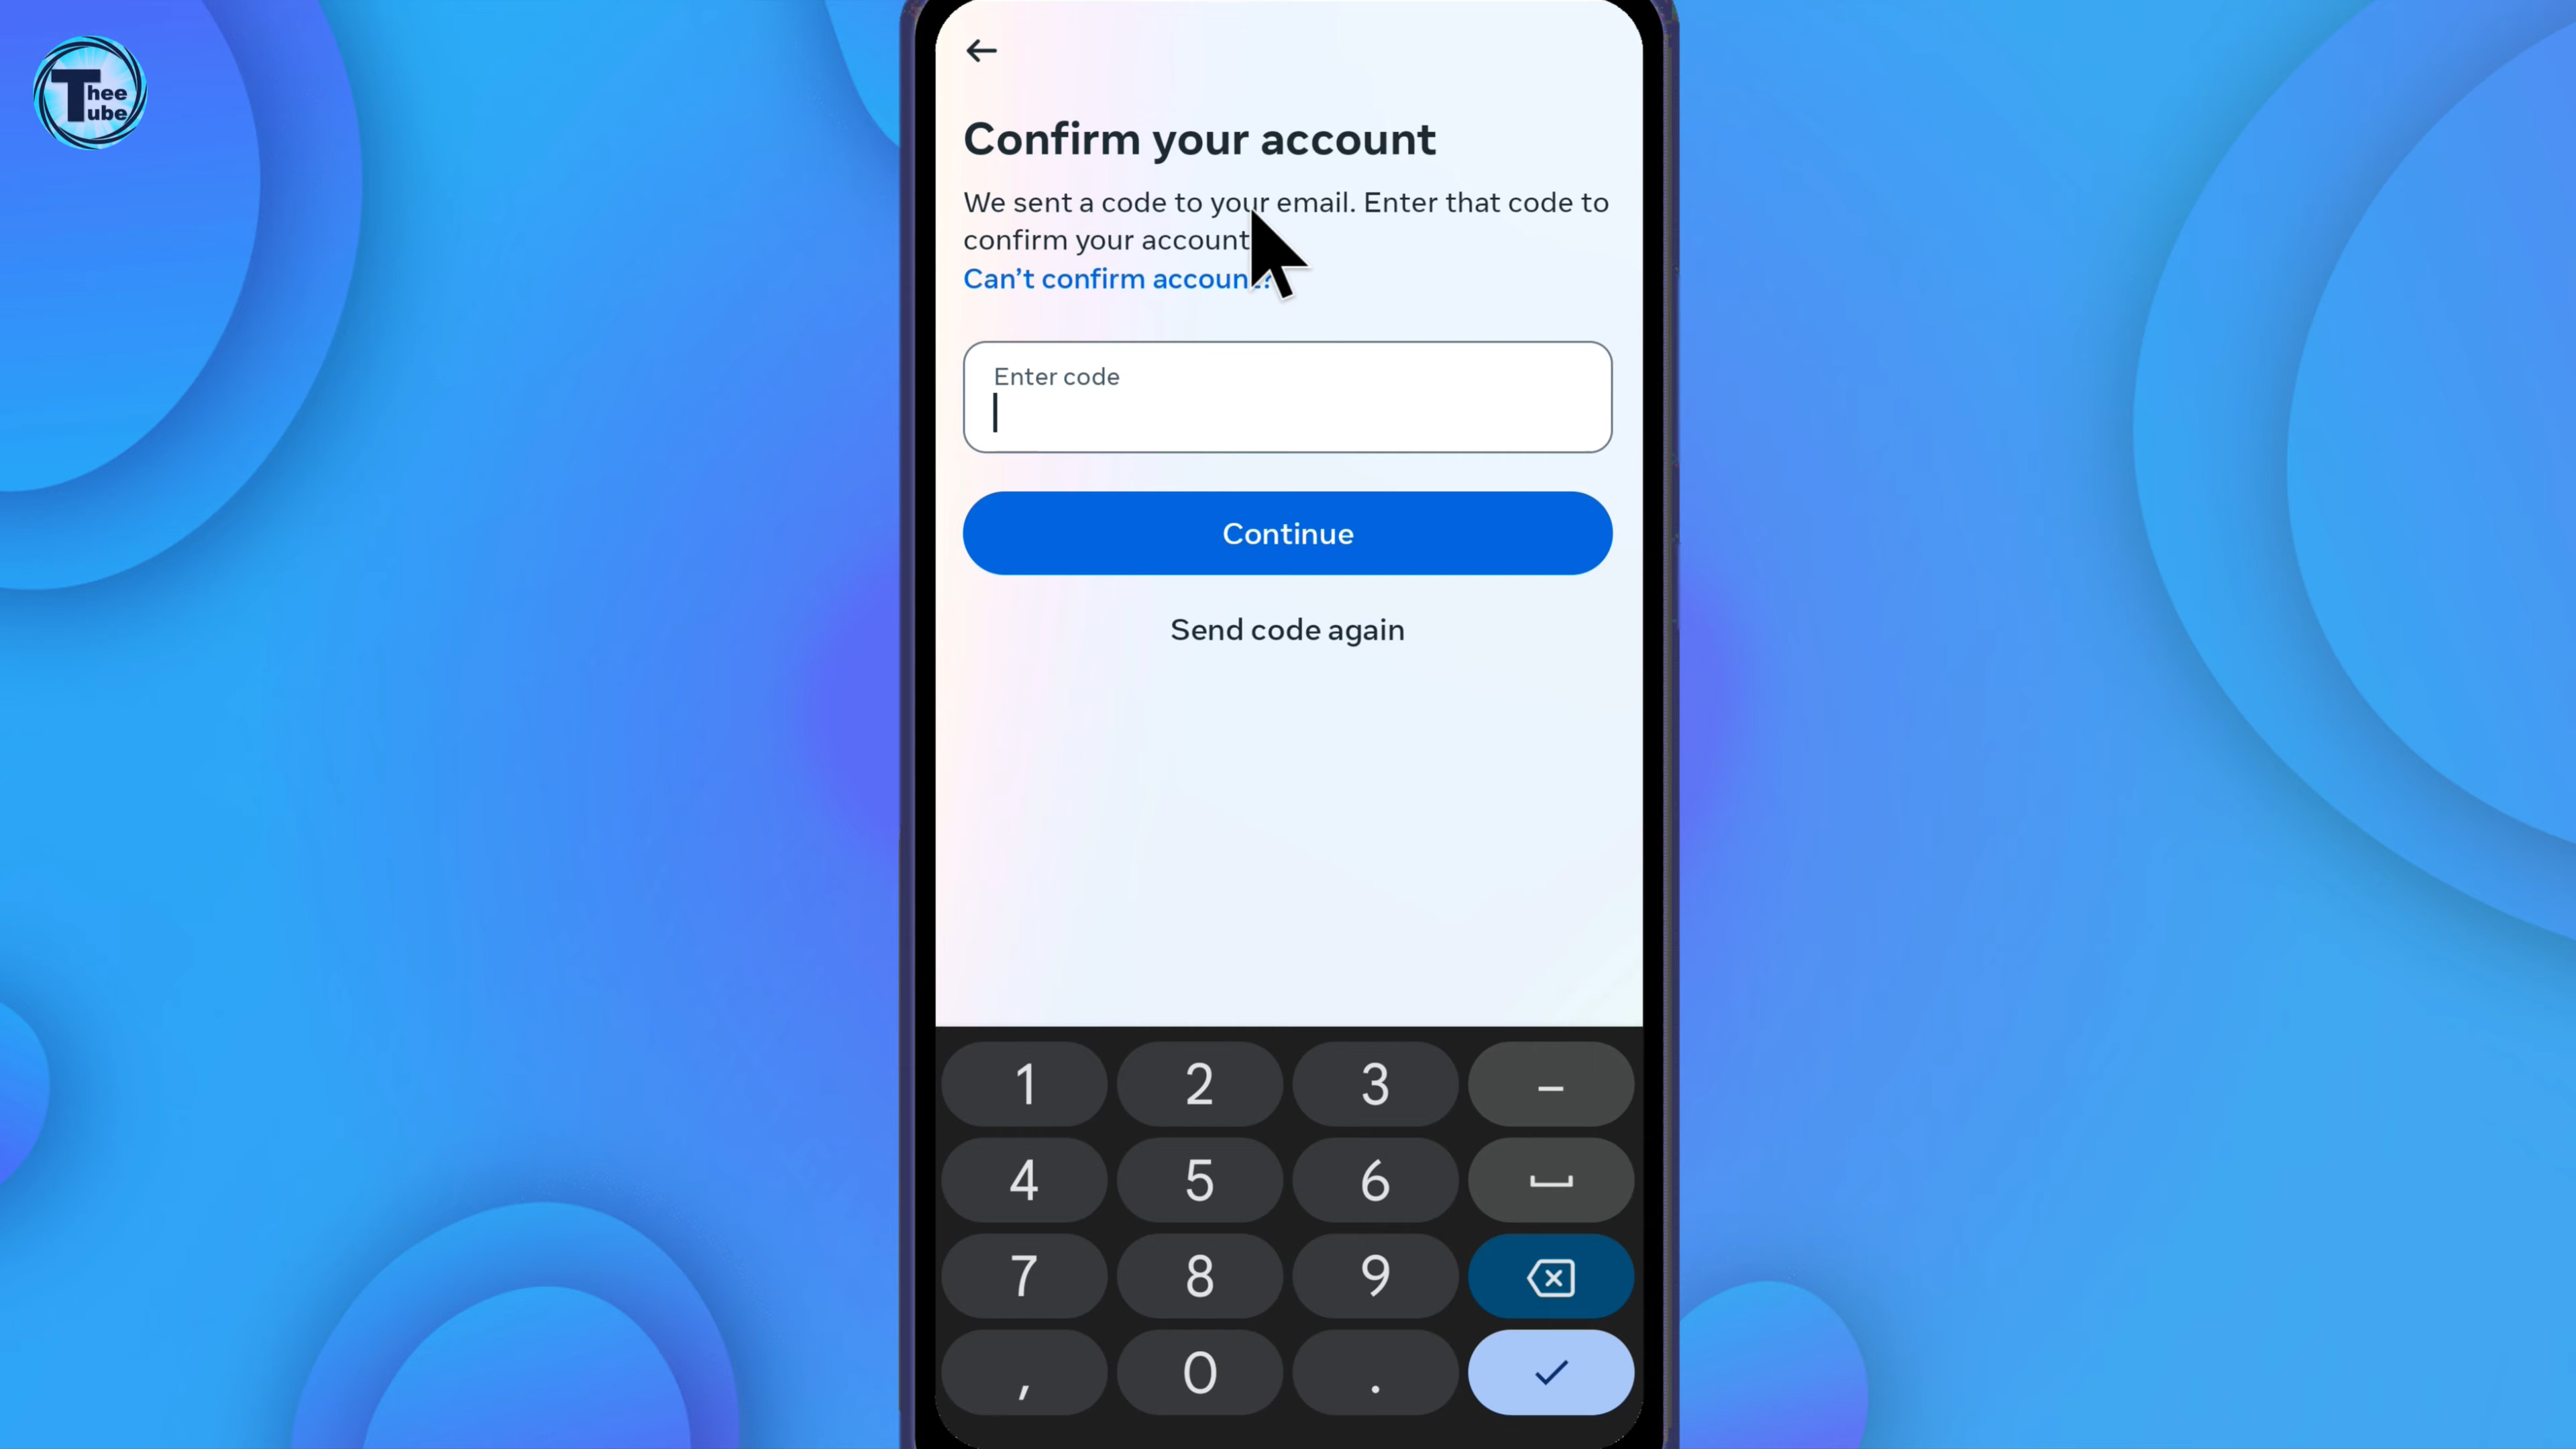 Thee
Tube
Confirm your account
We sent a code to your email. Enter that code to
confirm your account
Can't confirm account?
Enter code
Continue
Send code again
1 2 3 –
4 5 6
7 8 9
, 0 .